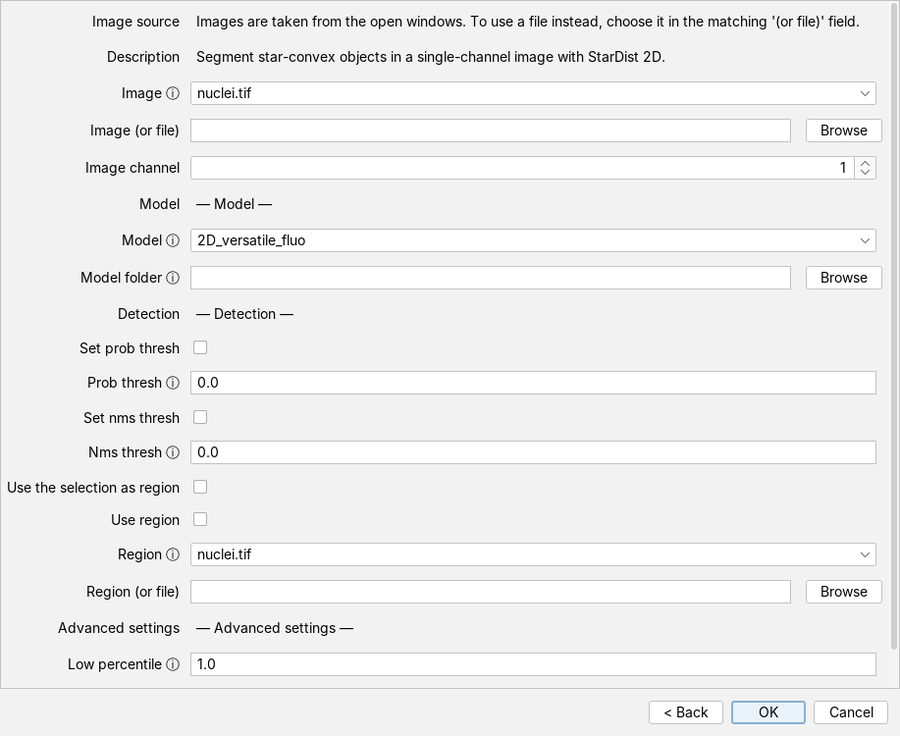 Image source Images are taken from the open windows. To use a file instead, choose it in the matching '(or file)' field.
Description Segment star-convex objects in a single-channel image with StarDist 2D.
Image ⓘ nuclei.tif
Image (or file) Browse
Image channel 1
Model — Model —
Model ⓘ 2D_versatile_fluo
Model folder ⓘ Browse
Detection — Detection —
Set prob thresh
Prob thresh ⓘ 0.0
Set nms thresh
Nms thresh ⓘ 0.0
Use the selection as region
Use region
Region ⓘ nuclei.tif
Region (or file) Browse
Advanced settings — Advanced settings —
Low percentile ⓘ 1.0
< Back OK Cancel